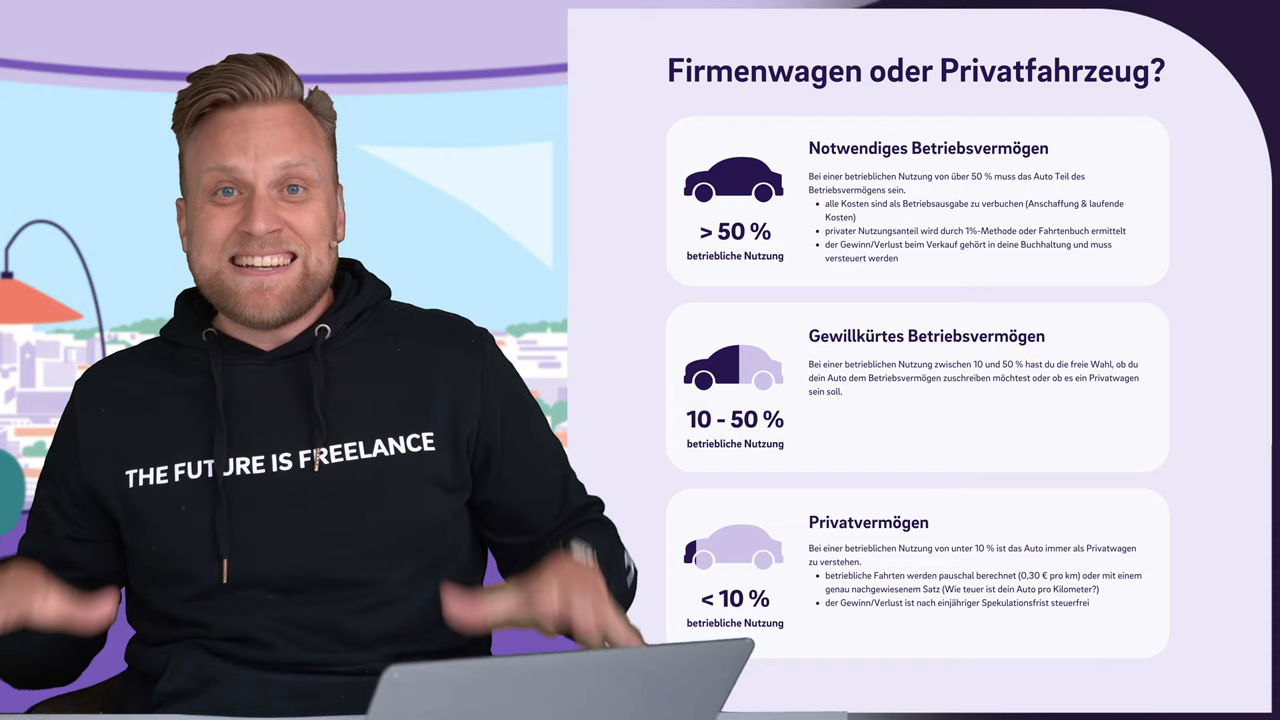 Firmenwagen oder Privatfahrzeug?
Notwendiges Betriebsvermögen
Bei einer betrieblichen Nutzung von über 50 % muss das Auto Teil des
Betriebsvermögens sein.
• alle Kosten sind als Betriebsausgabe zu verbuchen (Anschaffung & laufende
Kosten)
• privater Nutzungsanteil wird durch 1%-Methode oder Fahrtenbuch ermittelt
• der Gewinn/Verlust beim Verkauf gehört in deine Buchhaltung und muss
versteuert werden
> 50 %
betriebliche Nutzung
Gewillkürtes Betriebsvermögen
Bei einer betrieblichen Nutzung zwischen 10 und 50 % hast du die freie Wahl, ob du
dein Auto dem Betriebsvermögen zuschreiben möchtest oder ob es ein Privatwagen
sein soll.
10 - 50 %
betriebliche Nutzung
Privatvermögen
Bei einer betrieblichen Nutzung von unter 10 % ist das Auto immer als Privatwagen
zu verstehen.
• betriebliche Fahrten werden pauschal berechnet (0,30 € pro km) oder mit einem
genau nachgewiesenem Satz (Wie teuer ist dein Auto pro Kilometer?)
• der Gewinn/Verlust ist nach einjähriger Spekulationsfrist steuerfrei
< 10 %
betriebliche Nutzung
THE FUTURE IS FREELANCE